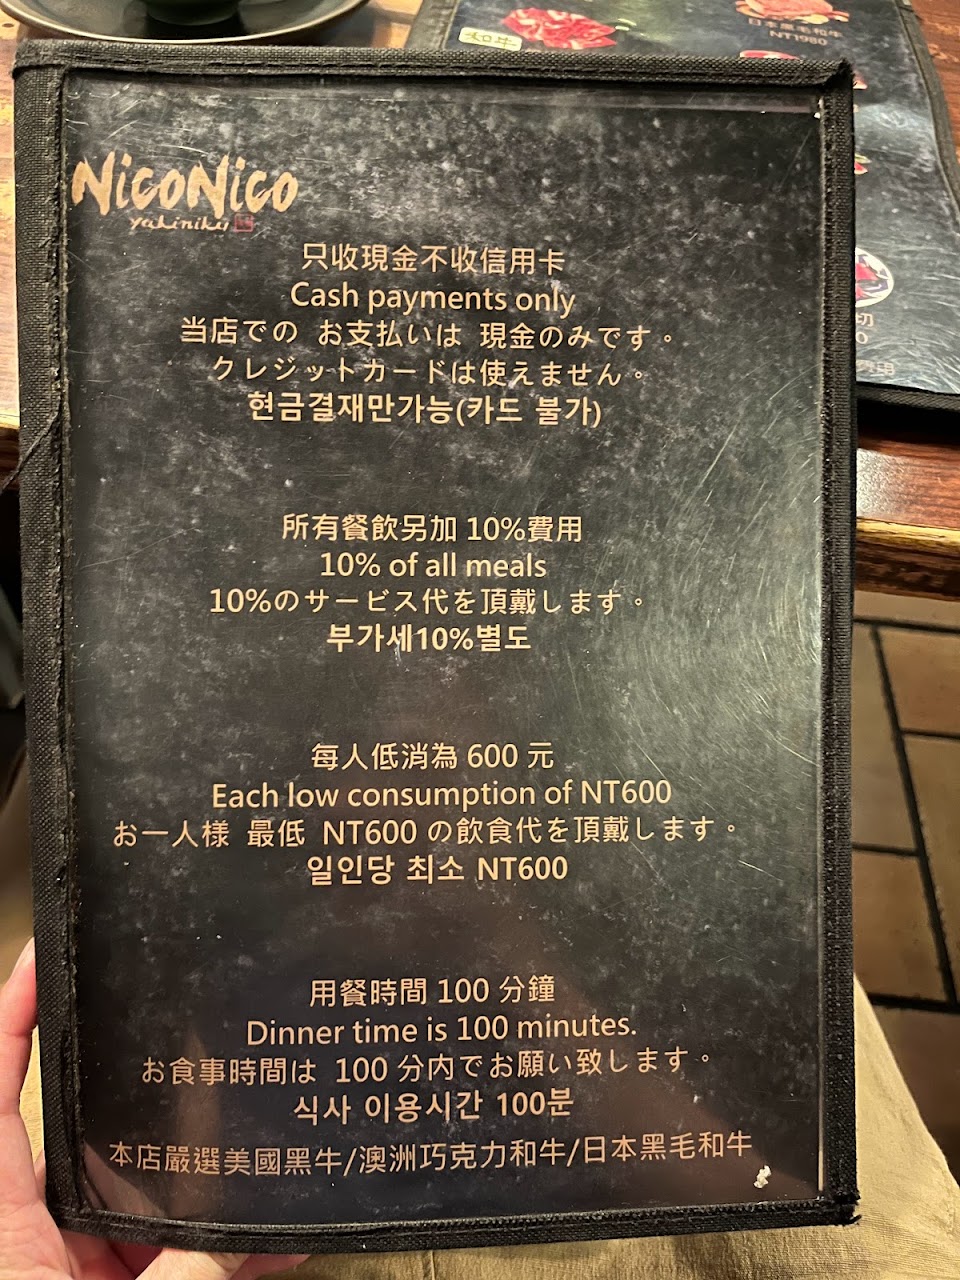 和牛
日本黑毛和牛
NT1980
NicoNico
yakiniku
只收現金不收信用卡
Cash payments only
当店での お支払いは 現金のみです。
クレジットカードは使えません。
현금결재만가능(카드 불가)
所有餐飲另加 10%費用
10% of all meals
10%のサービス代を頂戴します。
부가세10%별도
每人低消為 600 元
Each low consumption of NT600
お一人様 最低 NT600 の飲食代を頂戴します。
일인당 최소 NT600
用餐時間 100 分鐘
Dinner time is 100 minutes.
お食事時間は 100 分内でお願い致します。
식사 이용시간 100분
本店嚴選美國黑牛/澳洲巧克力和牛/日本黑毛和牛